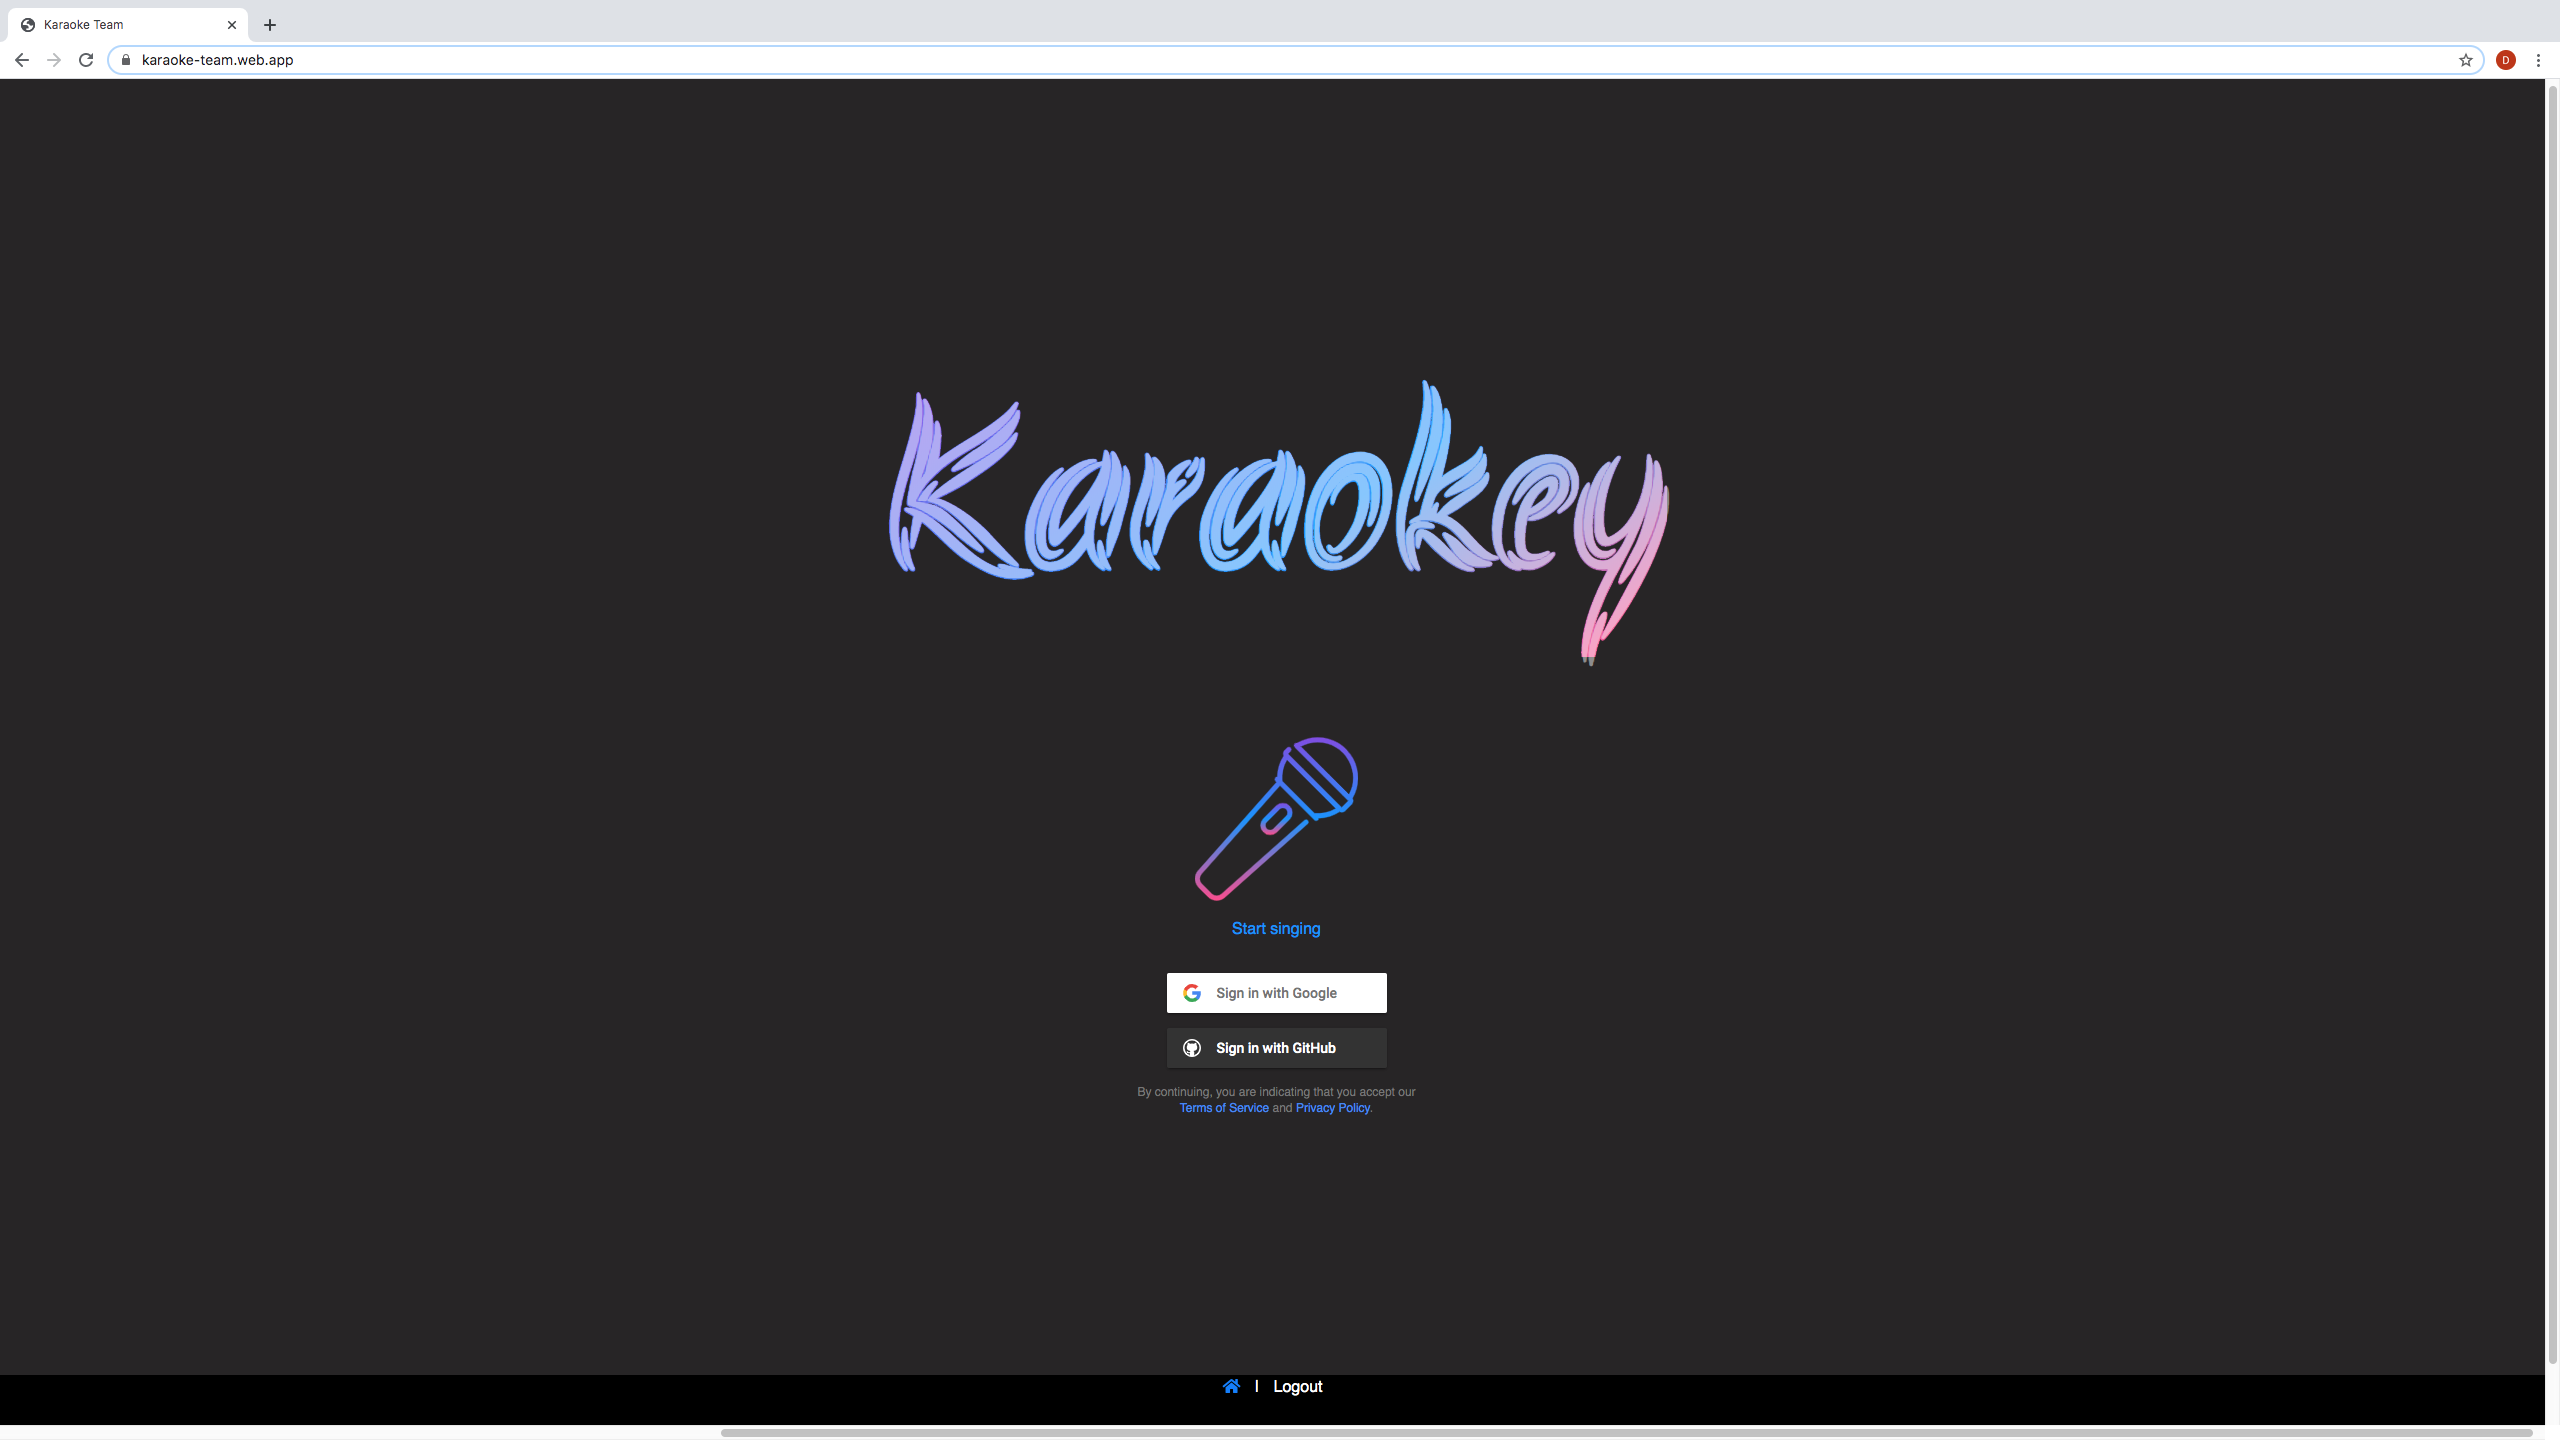 Karaoke Team
karaoke-team.web.app
D
Karaokey
Start singing
Sign in with Google
Sign in with GitHub
By continuing, you are indicating that you accept our
Terms of Service and Privacy Policy.
| Logout